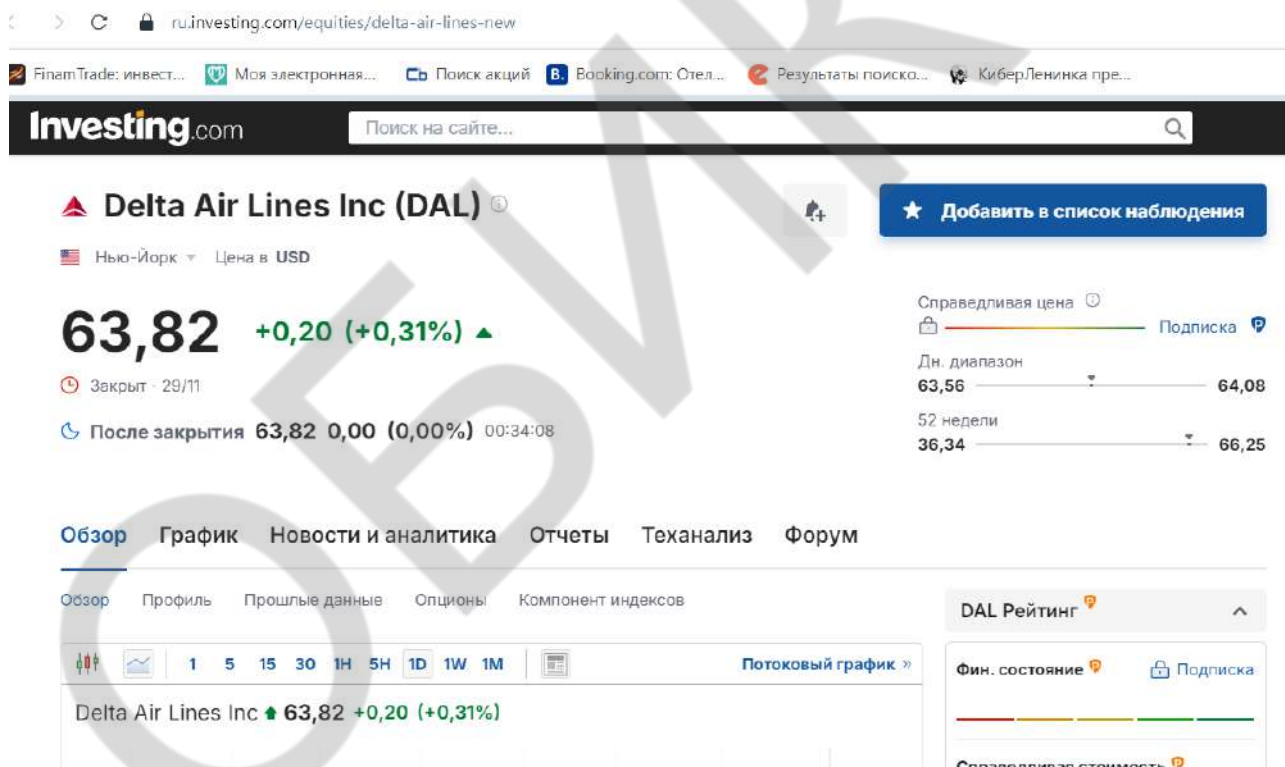 ru.investing.com/equities/delta-air-lines-new
FinamTrade: инвест... Моя электронная... Сь Поиск акций B. Booking.com: Отел... Результаты поиско... КиберЛенинка пре...
Investing.com Поиск на сайте...
Delta Air Lines Inc (DAL)
Добавить в список наблюдения
Нью-Йорк Цена в USD
Справедливая цена
63,82 +0,20 (+0,31%)
Подписка
Дн. диапазон
Закрыт · 29/11
63,56 64,08
52 недели
После закрытия 63,82 0,00 (0,00%) 00:34:08
36,34 66,25
Обзор График Новости и аналитика Отчеты Теханализ Форум
Обзор Профиль Прошлые данные Опционы Компонент индексов
DAL Рейтинг
1 5 15 30 1H 5H 1D 1W 1M Потоковый график »
Фин. состояние Подписка
Delta Air Lines Inc 63,82 +0,20 (+0,31%)
Справедливая стоимость